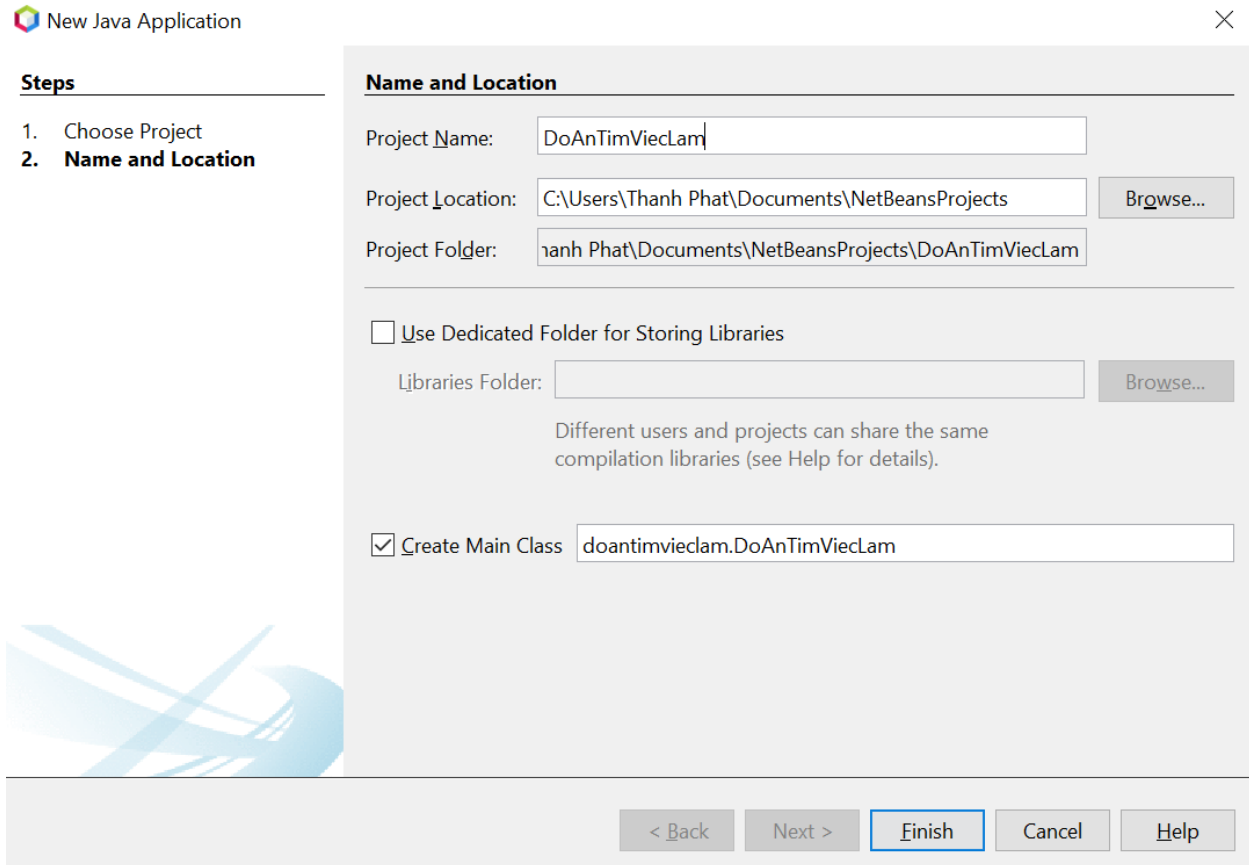 New Java Application
Steps
1. Choose Project
2. Name and Location
Name and Location
Project Name: DoAnTimViecLam
Project Location: C:\Users\Thanh Phat\Documents\NetBeansProjects Browse...
Project Folder: hanh Phat\Documents\NetBeansProjects\DoAnTimViecLam
Use Dedicated Folder for Storing Libraries
Libraries Folder: Browse...
Different users and projects can share the same
compilation libraries (see Help for details).
Create Main Class doantimvieclam.DoAnTimViecLam
< Back Next > Finish Cancel Help